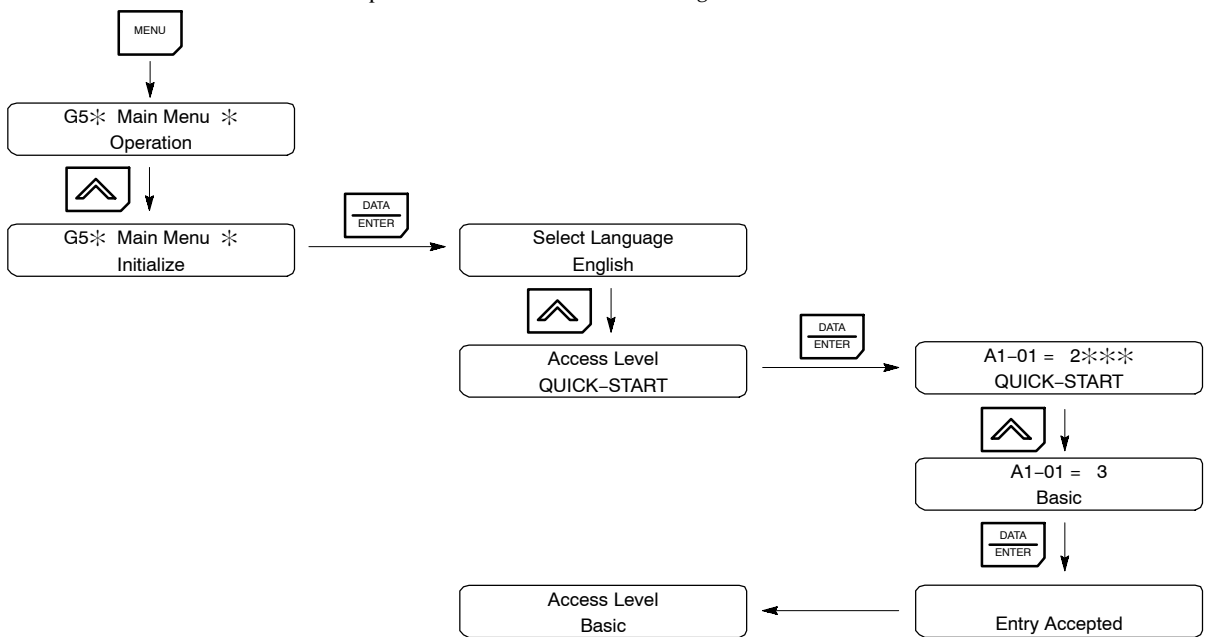 MENU
G5✳ Main Menu ✳
Operation
G5✳ Main Menu ✳
Initialize
DATA
ENTER
Select Language
English
Access Level
QUICK–START
DATA
ENTER
A1–01 = 2✳✳✳
QUICK–START
A1–01 = 3
Basic
DATA
ENTER
Entry Accepted
Access Level
Basic